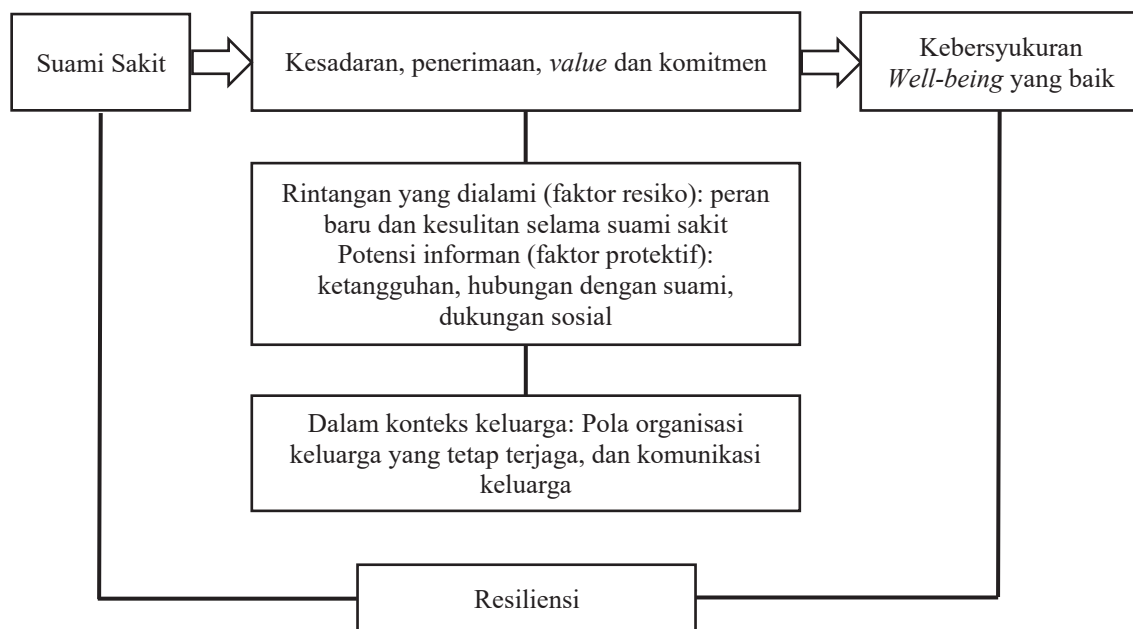 Suami Sakit
Kesadaran, penerimaan, value dan komitmen
Kebersyukuran
Well-being yang baik
Rintangan yang dialami (faktor resiko): peran
baru dan kesulitan selama suami sakit
Potensi informan (faktor protektif):
ketangguhan, hubungan dengan suami,
dukungan sosial
Dalam konteks keluarga: Pola organisasi
keluarga yang tetap terjaga, dan komunikasi
keluarga
Resiliensi